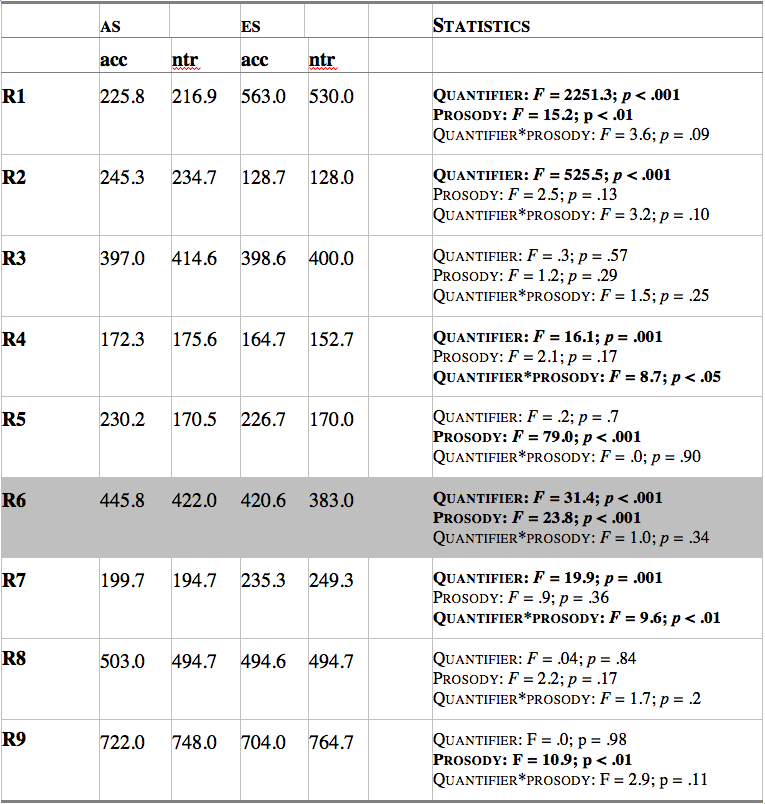 AS ES STATISTICS
acc ntr acc ntr
R1 225.8 216.9 563.0 530.0 QUANTIFIER: F = 2251.3; p < .001
PROSODY: F = 15.2; p < .01
QUANTIFIER*PROSODY: F = 3.6; p = .09
R2 245.3 234.7 128.7 128.0 QUANTIFIER: F = 525.5; p < .001
PROSODY: F = 2.5; p = .13
QUANTIFIER*PROSODY: F = 3.2; p = .10
R3 397.0 414.6 398.6 400.0 QUANTIFIER: F = .3; p = .57
PROSODY: F = 1.2; p = .29
QUANTIFIER*PROSODY: F = 1.5; p = .25
R4 172.3 175.6 164.7 152.7 QUANTIFIER: F = 16.1; p = .001
PROSODY: F = 2.1; p = .17
QUANTIFIER*PROSODY: F = 8.7; p < .05
R5 230.2 170.5 226.7 170.0 QUANTIFIER: F = .2; p = .7
PROSODY: F = 79.0; p < .001
QUANTIFIER*PROSODY: F = .0; p = .90
R6 445.8 422.0 420.6 383.0 QUANTIFIER: F = 31.4; p < .001
PROSODY: F = 23.8; p < .001
QUANTIFIER*PROSODY: F = 1.0; p = .34
R7 199.7 194.7 235.3 249.3 QUANTIFIER: F = 19.9; p = .001
PROSODY: F = .9; p = .36
QUANTIFIER*PROSODY: F = 9.6; p < .01
R8 503.0 494.7 494.6 494.7 QUANTIFIER: F = .04; p = .84
PROSODY: F = 2.2; p = .17
QUANTIFIER*PROSODY: F = 1.7; p = .2
R9 722.0 748.0 704.0 764.7 QUANTIFIER: F = .0; p = .98
PROSODY: F = 10.9; p < .01
QUANTIFIER*PROSODY: F = 2.9; p = .11